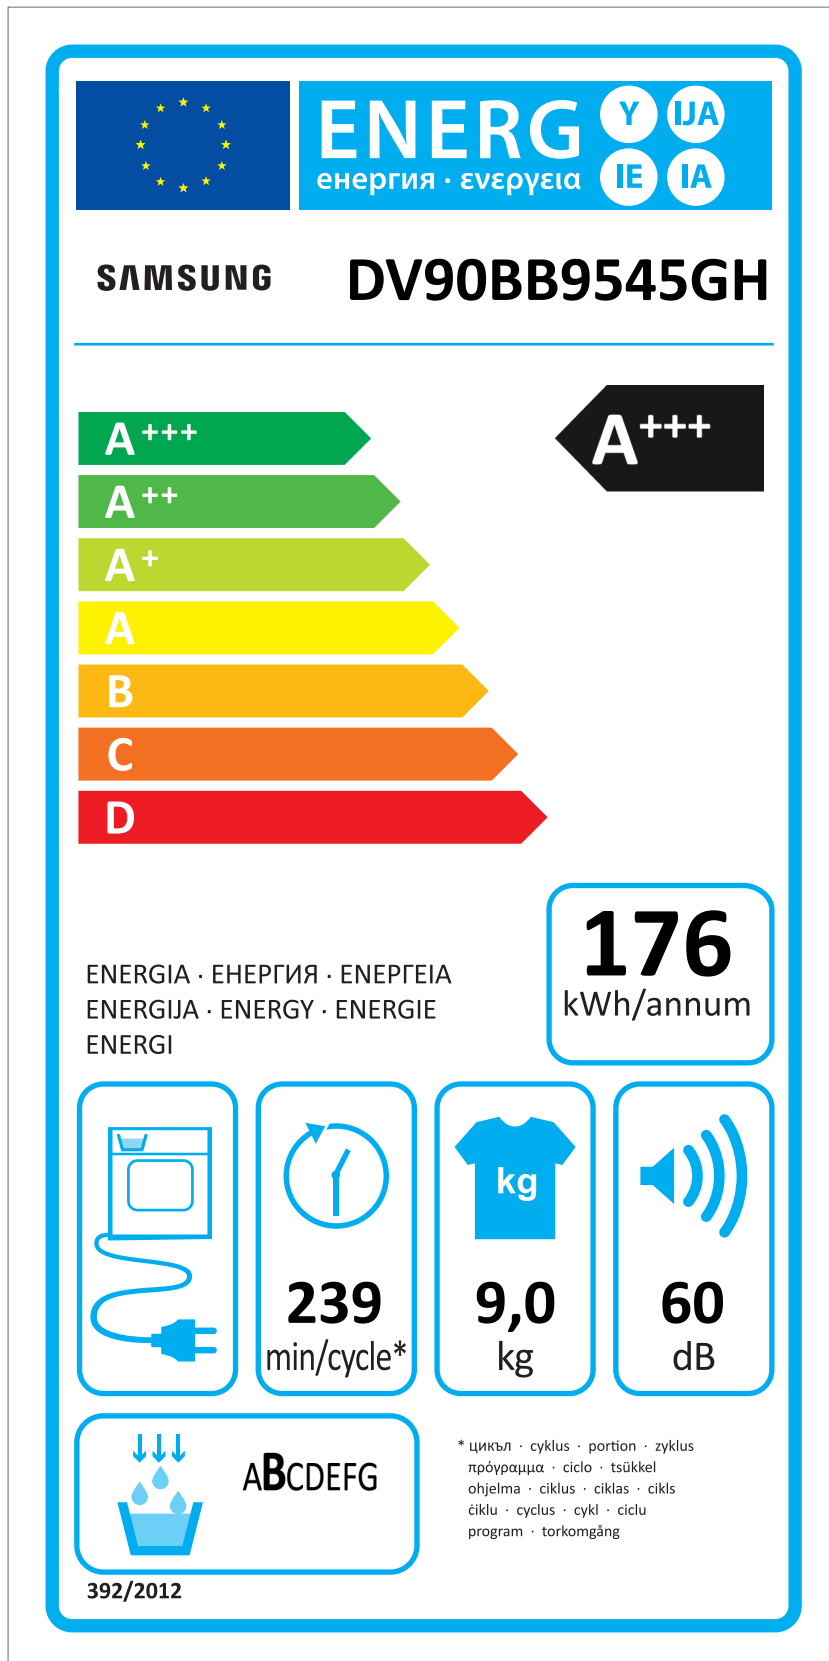 ENERG
Y IJA
енергия · ενεργεια
IE IA
SAMSUNG
DV90BB9545GH
A+++
A+++
A++
A+
A
B
C
D
176
kWh/annum
ENERGIA · ЕНЕРГИЯ · ΕΝΕΡΓΕΙΑ
ENERGIJA · ENERGY · ENERGIE
ENERGI
kg
239
min/cycle*
9,0
kg
60
dB
ABCDEFG
* цикъл · cyklus · portion · zyklus
πρόγραμμα · ciclo · tsükkel
ohjelma · ciklus · ciklas · cikls
ċiklu · cyclus · cykl · ciclu
program · torkomgång
392/2012